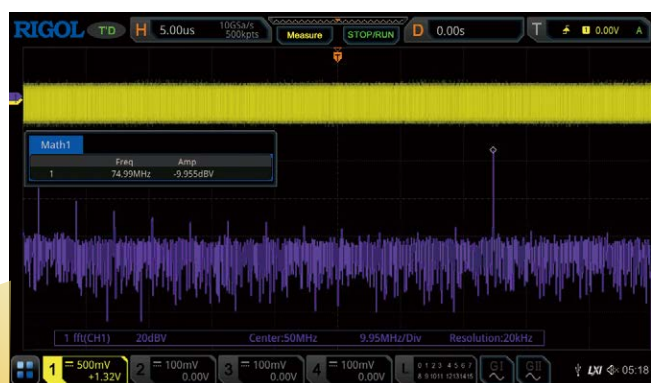 RIGOL T'D H 5.00us 10GSa/s 500kpts Measure STOP/RUN D 0.00s T 1 0.00V A
T
Math1
Freq Amp
1 74.99MHz -9.955dBV
1 fft(CH1) 20dBV Center:50MHz 9.95MHz/Div Resolution:20kHz
1 500mV +1.32V 2 100mV 0.00V 3 100mV 0.00V 4 100mV 0.00V L 0 1 2 3 4 5 6 7 8 9 10 11 12 13 14 15 GI GII LXI 05:18